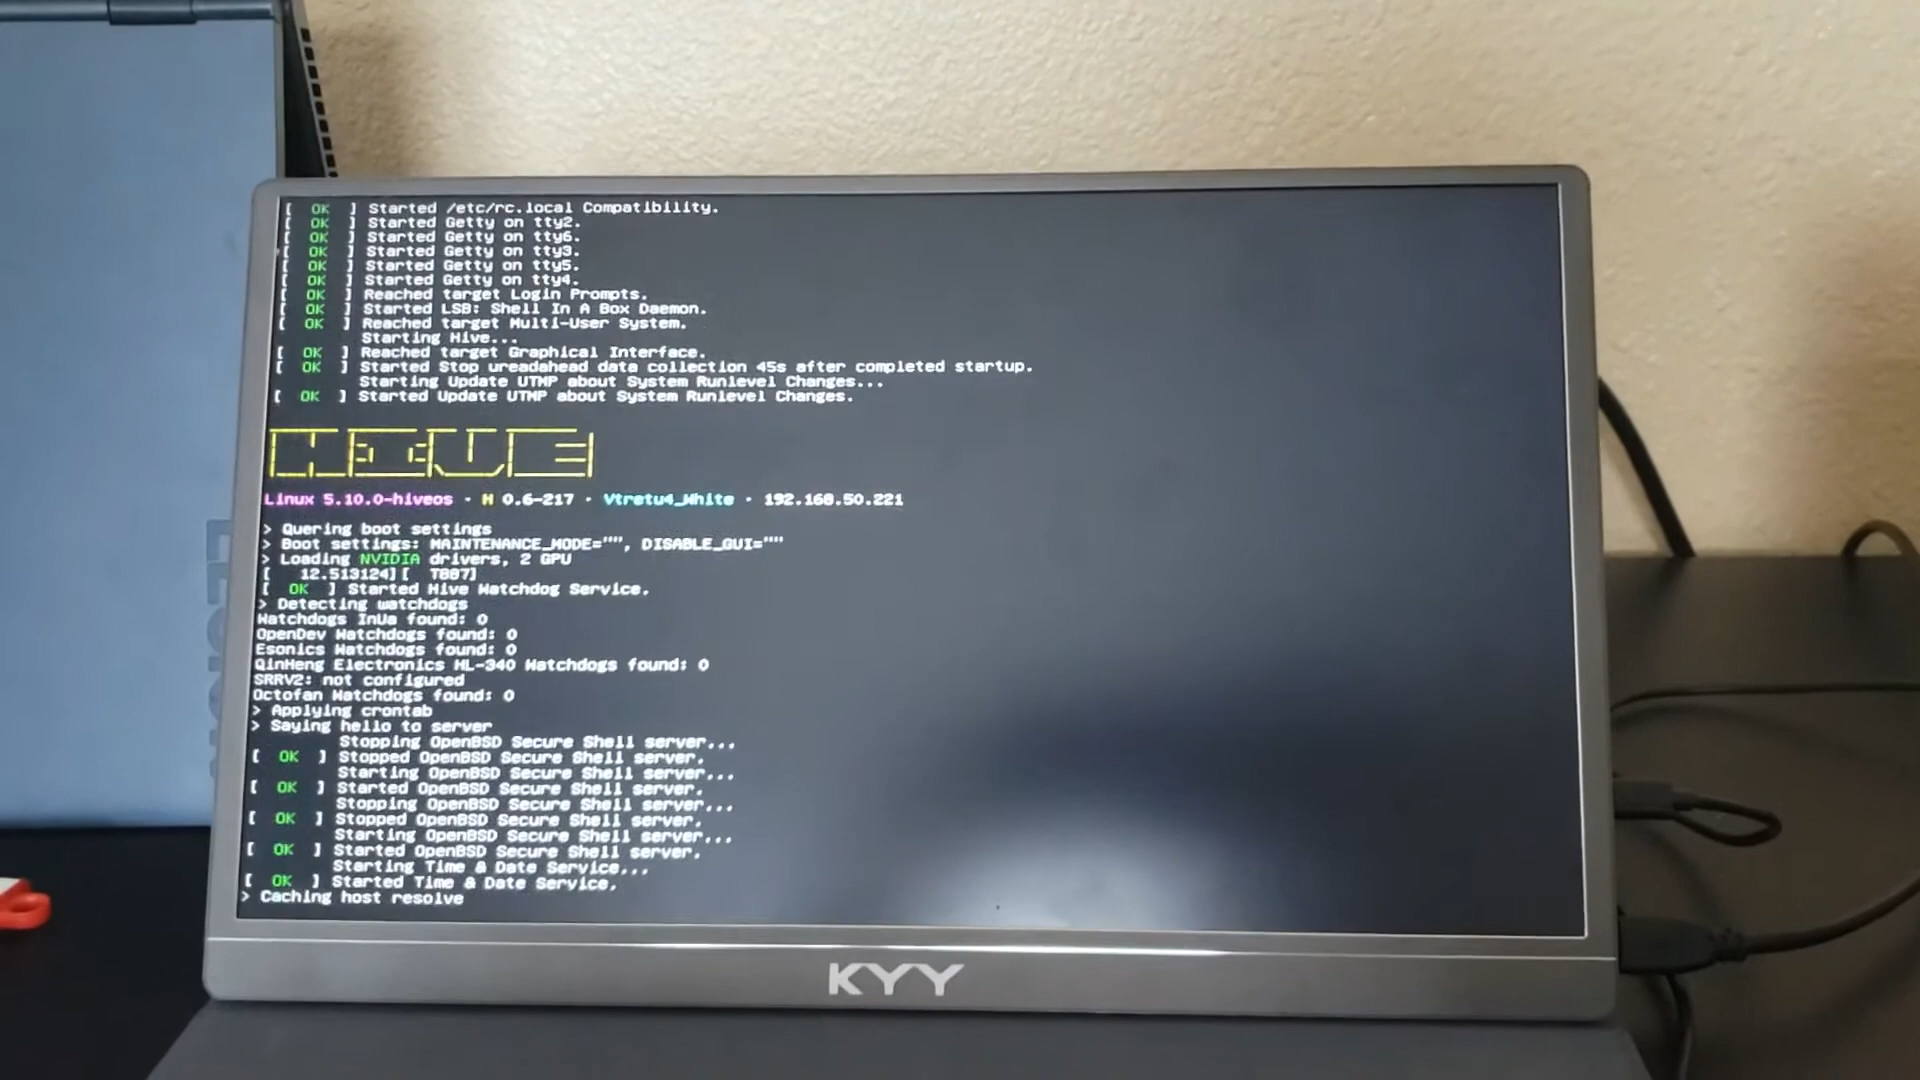 [ OK ] Started /etc/rc.local Compatibility.
[ OK ] Started Getty on tty2.
[ OK ] Started Getty on tty6.
[ OK ] Started Getty on tty3.
[ OK ] Started Getty on tty5.
[ OK ] Started Getty on tty4.
[ OK ] Reached target Login Prompts.
[ OK ] Started LSB: Shell In A Box Daemon.
[ OK ] Reached target Multi-User System.
Starting Hive...
[ OK ] Reached target Graphical Interface.
[ OK ] Started Stop ureadahead data collection 45s after completed startup.
Starting Update UTMP about System Runlevel Changes...
[ OK ] Started Update UTMP about System Runlevel Changes.
HIVE
Linux 5.10.0-hiveos · H 0.6-217 · Vtretu4_White · 192.168.50.221
> Quering boot settings
> Boot settings: MAINTENANCE_MODE="", DISABLE_GUI=""
> Loading NVIDIA drivers, 2 GPU
[ 12.513124][ T887]
[ OK ] Started Hive Watchdog Service.
> Detecting watchdogs
Watchdogs InUa found: 0
OpenDev Watchdogs found: 0
Esonics Watchdogs found: 0
QinHeng Electronics HL-340 Watchdogs found: 0
SRRV2: not configured
Octofan Watchdogs found: 0
> Applying crontab
> Saying hello to server
Stopping OpenBSD Secure Shell server...
[ OK ] Stopped OpenBSD Secure Shell server.
Starting OpenBSD Secure Shell server...
[ OK ] Started OpenBSD Secure Shell server.
Stopping OpenBSD Secure Shell server...
[ OK ] Stopped OpenBSD Secure Shell server.
Starting OpenBSD Secure Shell server...
[ OK ] Started OpenBSD Secure Shell server.
Starting Time & Date Service...
[ OK ] Started Time & Date Service.
> Caching host resolve
KYY